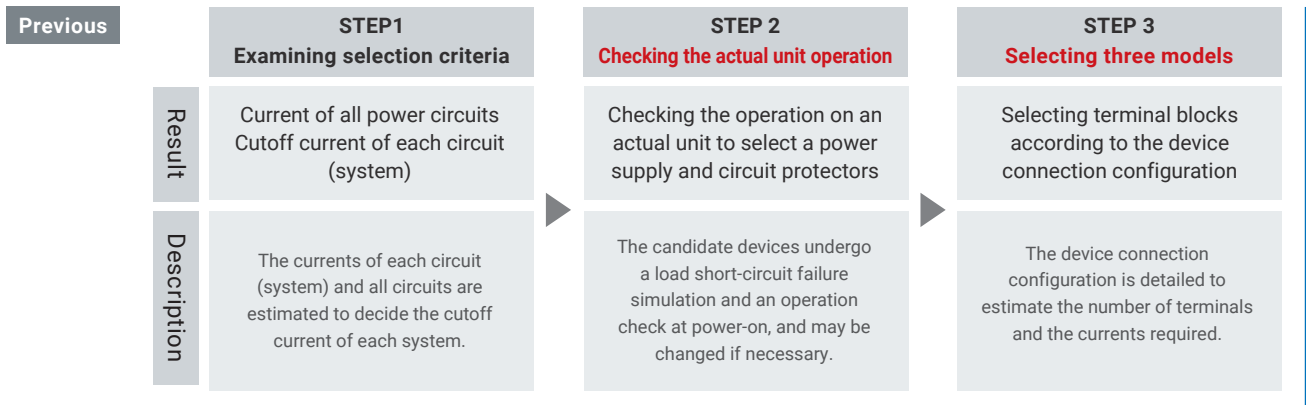 Previous
STEP1
Examining selection criteria
STEP 2
Checking the actual unit operation
STEP 3
Selecting three models
Result
Current of all power circuits
Cutoff current of each circuit
(system)
Checking the operation on an
actual unit to select a power
supply and circuit protectors
Selecting terminal blocks
according to the device
connection configuration
Description
The currents of each circuit
(system) and all circuits are
estimated to decide the cutoff
current of each system.
The candidate devices undergo
a load short-circuit failure
simulation and an operation
check at power-on, and may be
changed if necessary.
The device connection
configuration is detailed to
estimate the number of terminals
and the currents required.